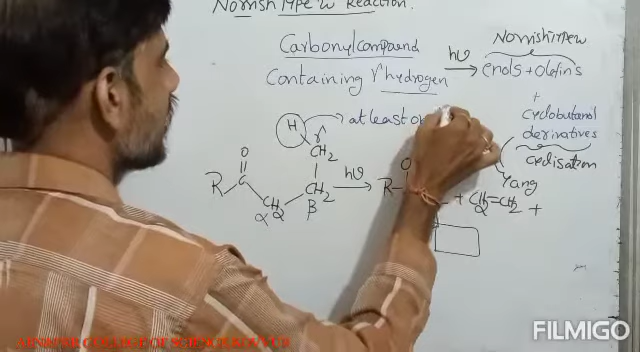 Norrish Type II Reaction.
Carbonyl compound
Containing γ hydrogen
hν
Norrish type II
enols + olefins
+
cyclobutanol
derivatives
cyclisation
Yang
H
at least
γ
CH2
O
R
C
CH2
α
CH2
β
hν
O
R
+ CH2=CH2 +
FILMIGO